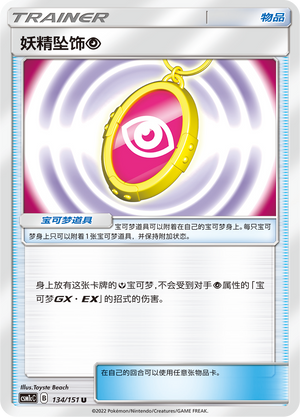 TRAINER 物品
妖精坠饰
宝可梦道具
宝可梦道具可以附着在自己的宝可梦身上。每只宝可
梦身上只可以附着1张宝可梦道具，并保持附加状态。
身上放有这张卡牌的宝可梦，不会受到对手属性的「宝
可梦GX・EX」的招式的伤害。
在自己的回合可以使用任意张物品卡。
Illus.Toyste Beach
134/151 U
©2022 Pokémon/Nintendo/Creatures/GAME FREAK.